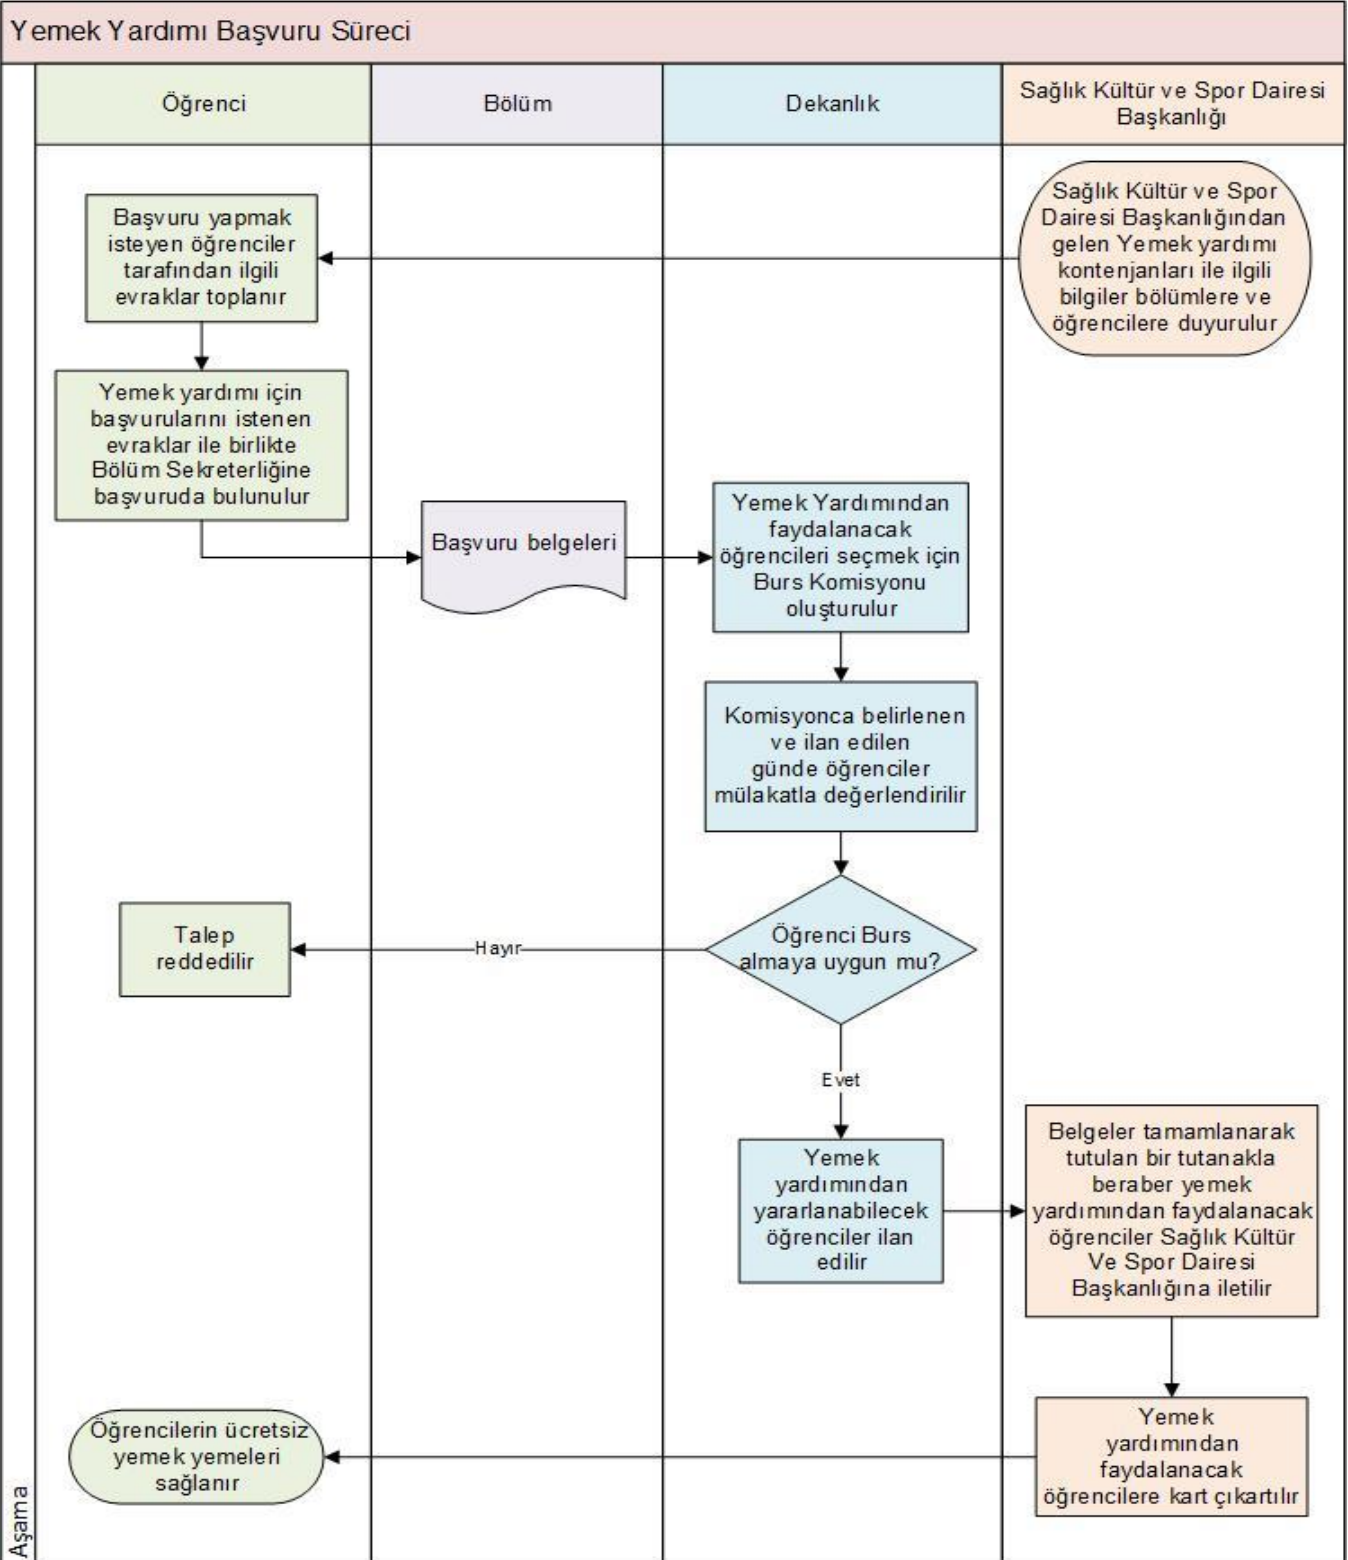 Yemek Yardımı Başvuru Süreci
Öğrenci
Bölüm
Dekanlık
Sağlık Kültür ve Spor Dairesi
Başkanlığı
Sağlık Kültür ve Spor
Dairesi Başkanlığından
gelen Yemek yardımı
kontenjanları ile ilgili
bilgiler bölümlere ve
öğrencilere duyurulur
Başvuru yapmak
isteyen öğrenciler
tarafından ilgili
evraklar toplanır
Yemek yardımı için
başvurularını istenen
evraklar ile birlikte
Bölüm Sekreterliğine
başvuruda bulunulur
Başvuru belgeleri
Yemek Yardımından
faydalanacak
öğrencileri seçmek için
Burs Komisyonu
oluşturulur
Komisyonca belirlenen
ve ilan edilen
günde öğrenciler
mülakatla değerlendirilir
Öğrenci Burs
almaya uygun mu?
Hayır
Talep
reddedilir
Evet
Yemek
yardımından
yararlanabilecek
öğrenciler ilan
edilir
Belgeler tamamlanarak
tutulan bir tutanakla
beraber yemek
yardımından faydalanacak
öğrenciler Sağlık Kültür
Ve Spor Dairesi
Başkanlığına iletilir
Yemek
yardımından
faydalanacak
öğrencilere kart çıkartılır
Öğrencilerin ücretsiz
yemek yemeleri
sağlanır
Aşama